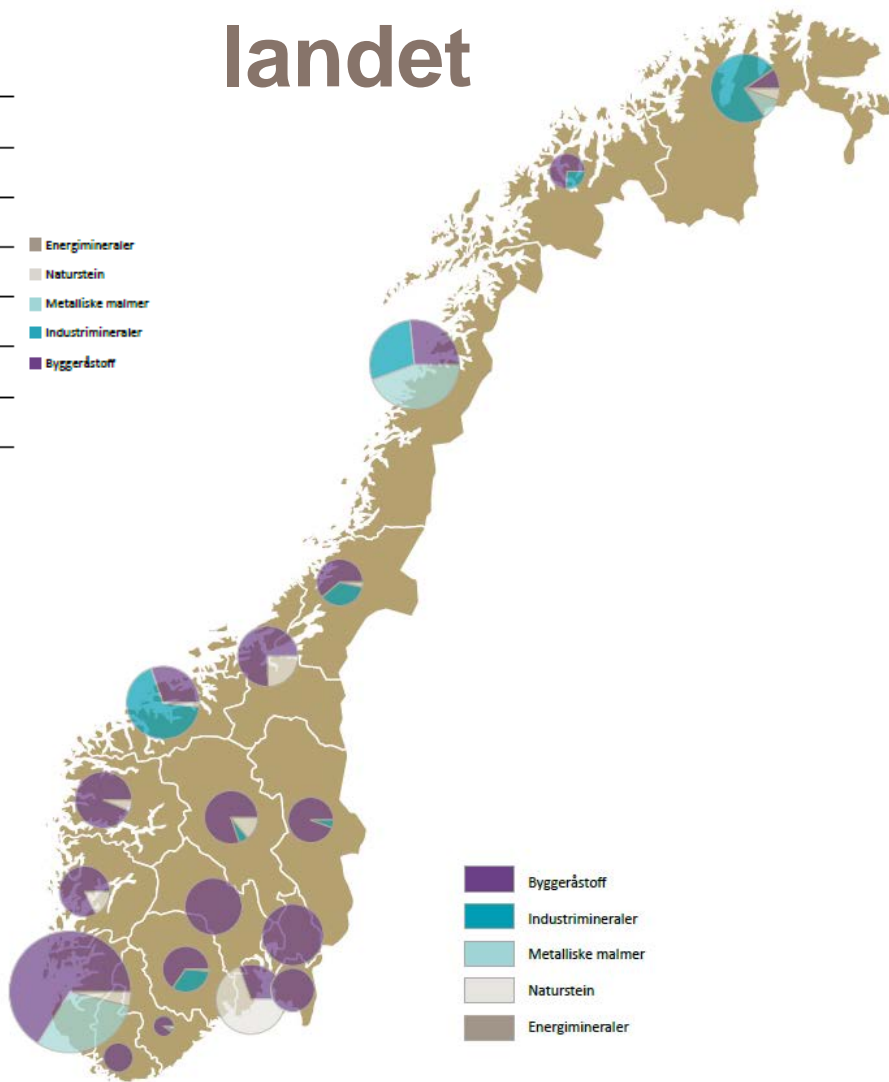 landet
Energimineraler
Naturstein
Metalliske malmer
Industrimineraler
Byggeråstoff
Byggeråstoff
Industrimineraler
Metalliske malmer
Naturstein
Energimineraler